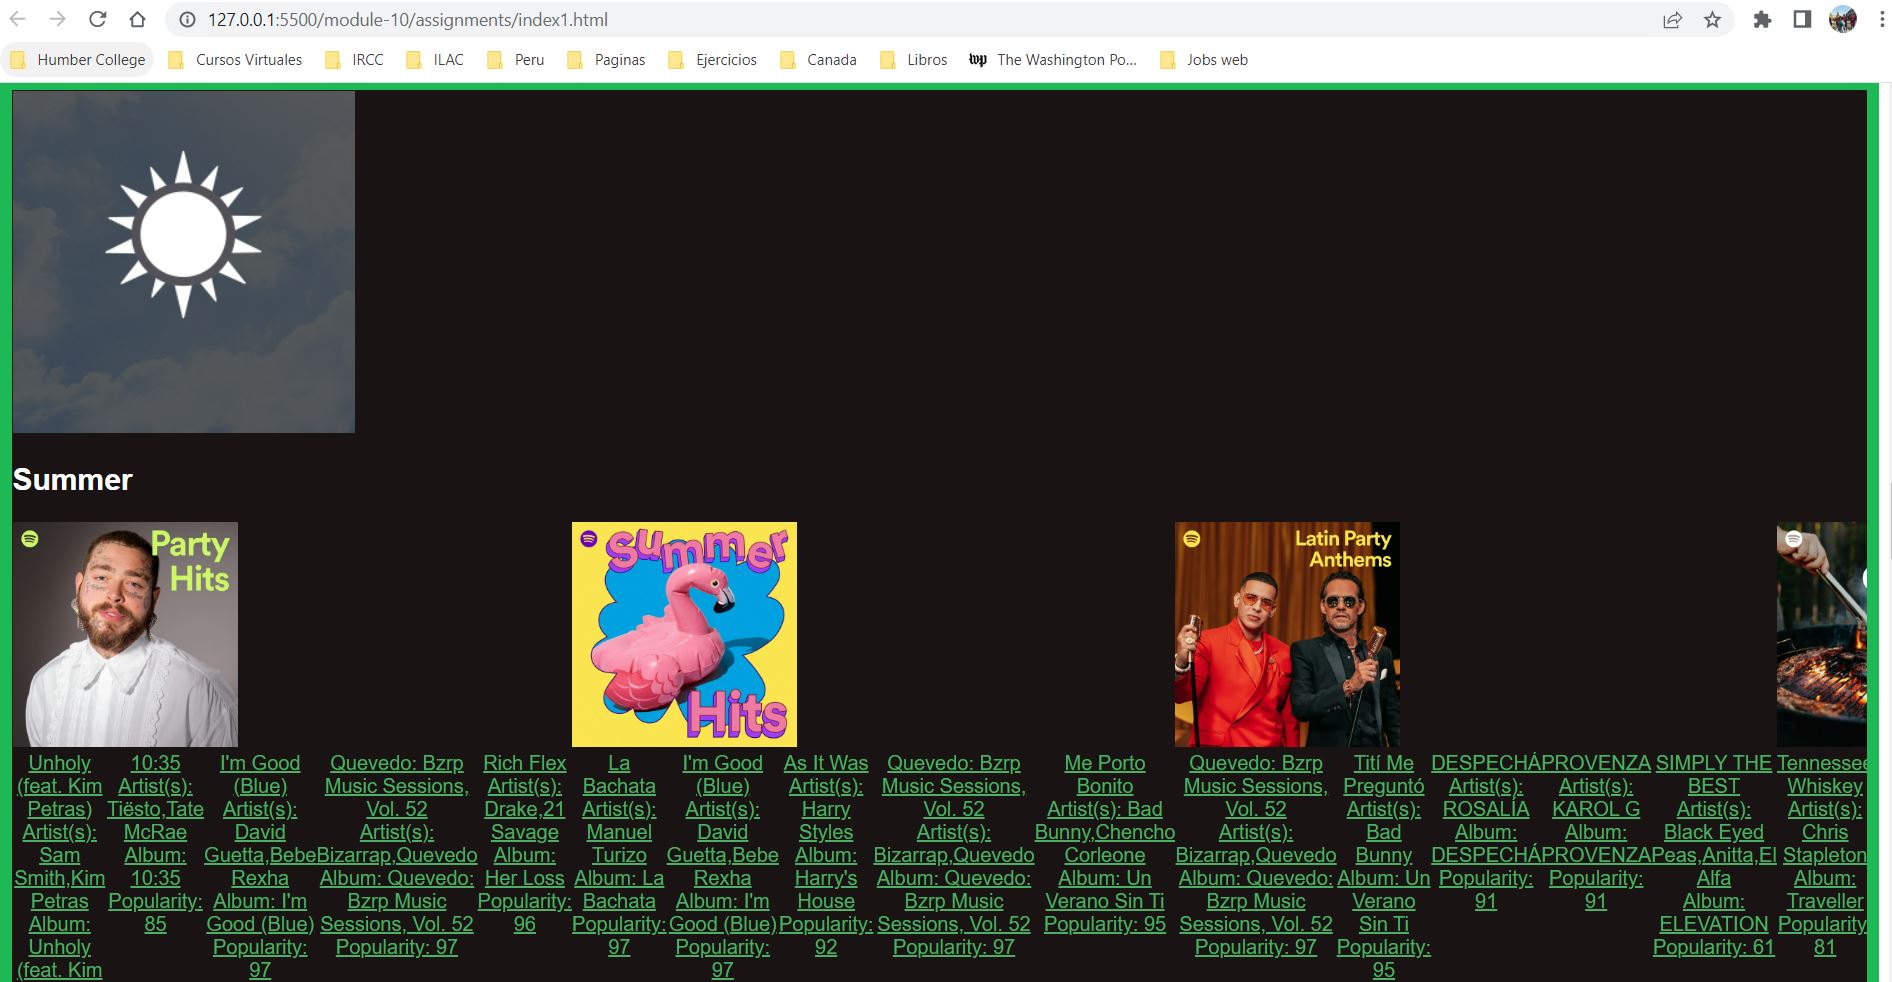 127.0.0.1:5500/module-10/assignments/index1.html
Humber College Cursos Virtuales IRCC ILAC Peru Paginas Ejercicios Canada Libros wp The Washington Po... Jobs web
Summer
Party
Hits
Summer
Hits
Latin Party
Anthems
Unholy
(feat. Kim
Petras)
Artist(s):
Sam
Smith,Kim
Petras
Album:
Unholy
(feat. Kim
10:35
Artist(s):
Tiësto,Tate
McRae
Album:
10:35
Popularity:
85
I'm Good
(Blue)
Artist(s):
David
Guetta,Bebe
Rexha
Album: I'm
Good (Blue)
Popularity:
97
Quevedo: Bzrp
Music Sessions,
Vol. 52
Artist(s):
Bizarrap,Quevedo
Album: Quevedo:
Bzrp Music
Sessions, Vol. 52
Popularity: 97
Rich Flex
Artist(s):
Drake,21
Savage
Album:
Her Loss
Popularity:
96
La
Bachata
Artist(s):
Manuel
Turizo
Album: La
Bachata
Popularity:
97
I'm Good
(Blue)
Artist(s):
David
Guetta,Bebe
Rexha
Album: I'm
Good (Blue)
Popularity:
97
As It Was
Artist(s):
Harry
Styles
Album:
Harry's
House
Popularity:
92
Quevedo: Bzrp
Music Sessions,
Vol. 52
Artist(s):
Bizarrap,Quevedo
Album: Quevedo:
Bzrp Music
Sessions, Vol. 52
Popularity: 97
Me Porto
Bonito
Artist(s): Bad
Bunny,Chencho
Corleone
Album: Un
Verano Sin Ti
Popularity: 95
Quevedo: Bzrp
Music Sessions,
Vol. 52
Artist(s):
Bizarrap,Quevedo
Album: Quevedo:
Bzrp Music
Sessions, Vol. 52
Popularity: 97
Tití Me
Preguntó
Artist(s):
Bad
Bunny
Album: Un
Verano
Sin Ti
Popularity:
95
DESPECHÁ
Artist(s):
ROSALÍA
Album:
DESPECHÁ
Popularity:
91
PROVENZA
Artist(s):
KAROL G
Album:
PROVENZA
Popularity:
91
SIMPLY THE
BEST
Artist(s):
Black Eyed
Peas,Anitta,El
Alfa
Album:
ELEVATION
Popularity: 61
Tennessee
Whiskey
Artist(s):
Chris
Stapleton
Album:
Traveller
Popularity
81